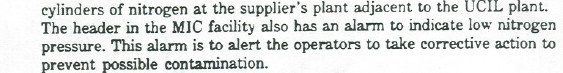 cylinders of nitrogen at the supplier's plant adjacent to the UCIL plant.
The header in the MIC facility also has an alarm to indicate low nitrogen
pressure. This alarm is to alert the operators to take corrective action to
prevent possible contamination.